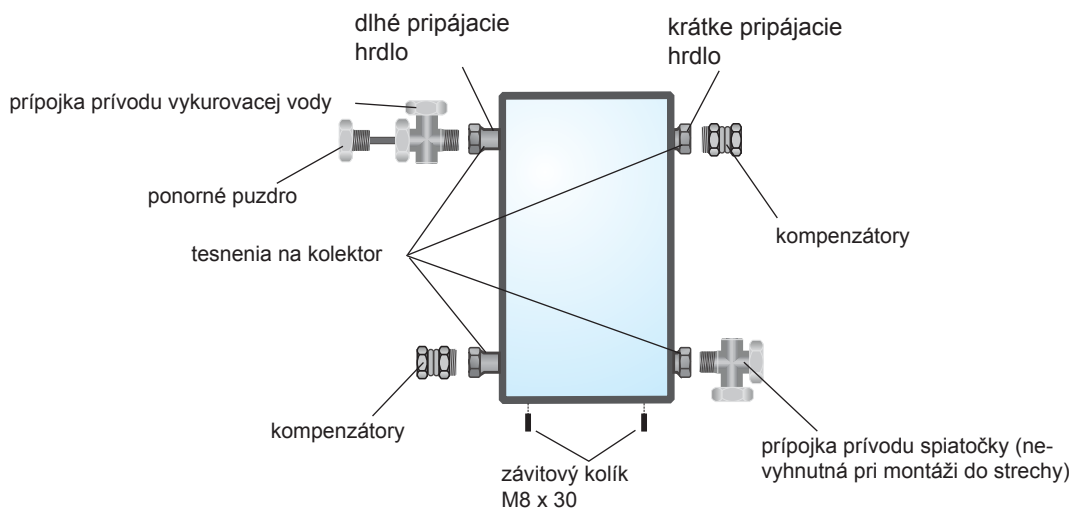 dlhé pripájacie
hrdlo
krátke pripájacie
hrdlo
prípojka prívodu vykurovacej vody
ponorné puzdro
tesnenia na kolektor
kompenzátory
kompenzátory
závitový kolík
M8 x 30
prípojka prívodu spiatočky (ne-
vyhnutná pri montáži do strechy)